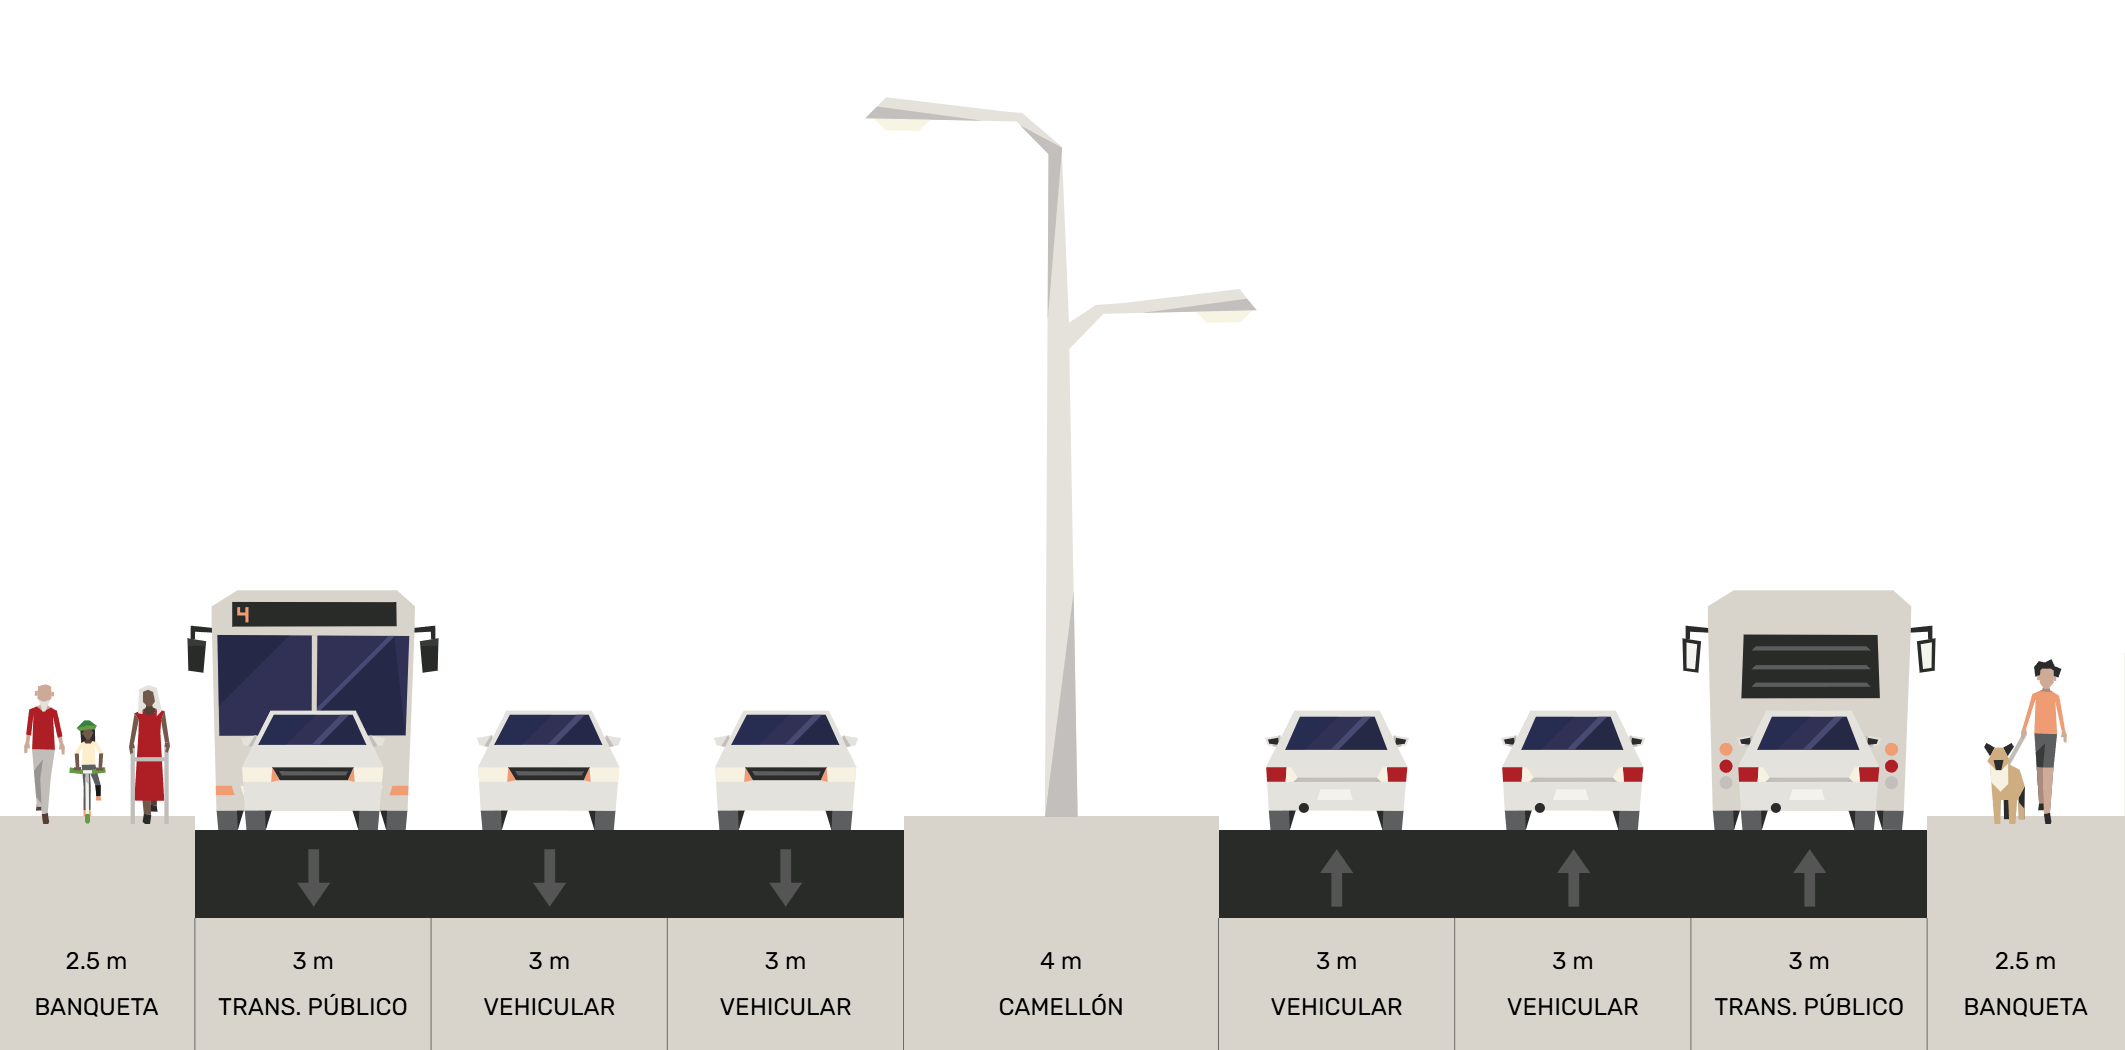 4
2.5 m
BANQUETA
3 m
TRANS. PÚBLICO
3 m
VEHICULAR
3 m
VEHICULAR
4 m
CAMELLÓN
3 m
VEHICULAR
3 m
VEHICULAR
3 m
TRANS. PÚBLICO
2.5 m
BANQUETA